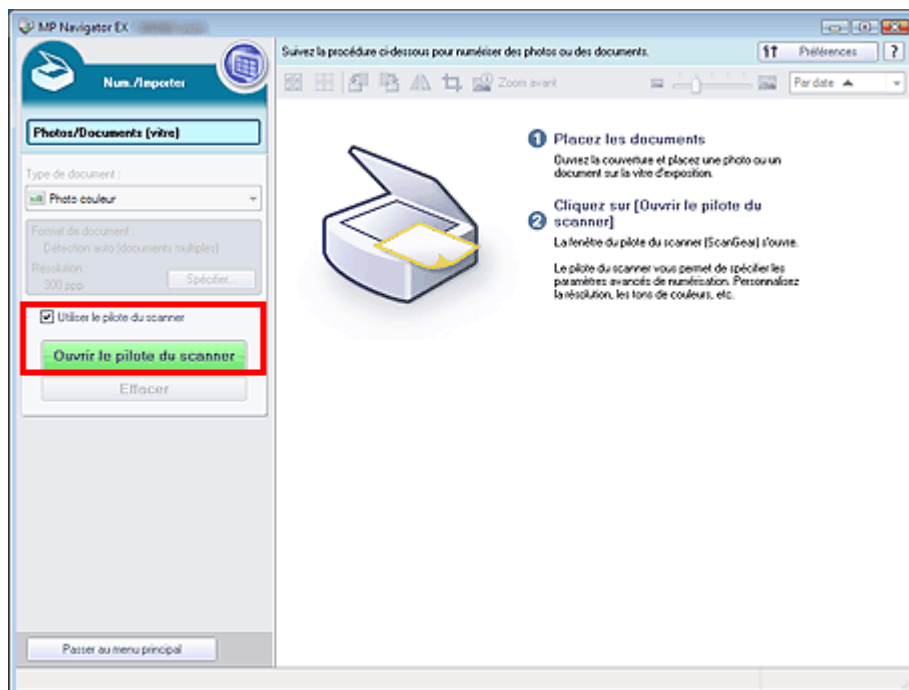 MP Navigator EX
Num./Importer
Photos/Documents (vitre)
Type de document :
Photo couleur
Format de document :
Détection auto (documents multiples)
Résolution :
300 ppp
Spécifier...
Utiliser le pilote du scanner
Ouvrir le pilote du scanner
Effacer
Passer au menu principal
Suivez la procédure ci-dessous pour numériser des photos ou des documents.
Préférences
?
Zoom avant
Par date
1 Placez les documents
Ouvrez la couverture et placez une photo ou un
document sur la vitre d'exposition.
2 Cliquez sur [Ouvrir le pilote du
scanner]
La fenêtre du pilote du scanner (ScanGear) s'ouvre.
Le pilote du scanner vous permet de spécifier les
paramètres avancés de numérisation. Personnalisez
la résolution, les tons de couleurs, etc.